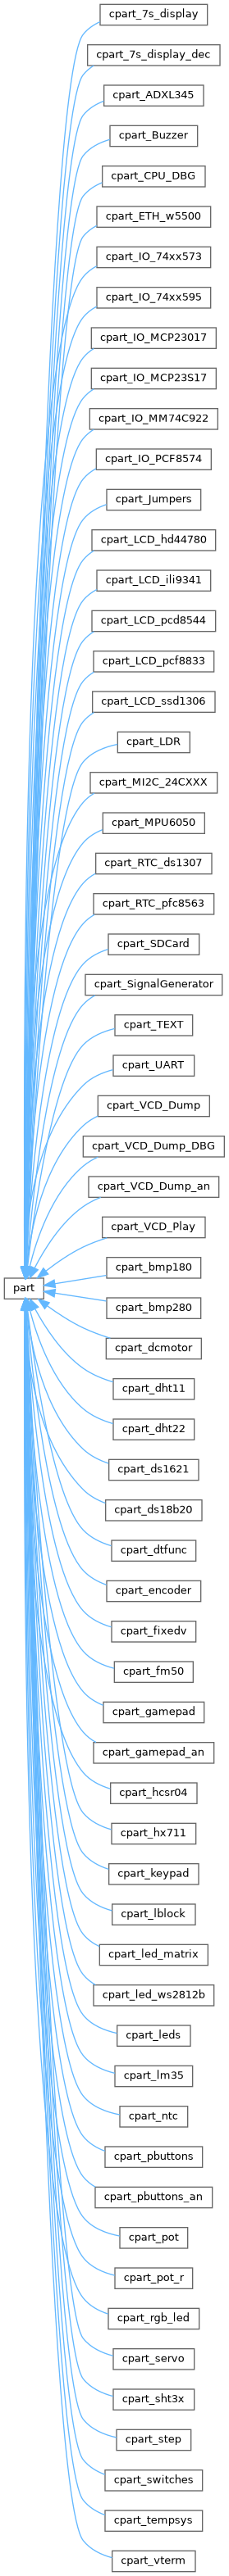 cpart_7s_display
cpart_7s_display_dec
cpart_ADXL345
cpart_Buzzer
cpart_CPU_DBG
cpart_ETH_w5500
cpart_IO_74xx573
cpart_IO_74xx595
cpart_IO_MCP23017
cpart_IO_MCP23S17
cpart_IO_MM74C922
cpart_IO_PCF8574
cpart_Jumpers
cpart_LCD_hd44780
cpart_LCD_ili9341
cpart_LCD_pcd8544
cpart_LCD_pcf8833
cpart_LCD_ssd1306
cpart_LDR
cpart_MI2C_24CXXX
cpart_MPU6050
cpart_RTC_ds1307
cpart_RTC_pfc8563
cpart_SDCard
cpart_SignalGenerator
cpart_TEXT
cpart_UART
cpart_VCD_Dump
cpart_VCD_Dump_DBG
cpart_VCD_Dump_an
cpart_VCD_Play
cpart_bmp180
part
cpart_bmp280
cpart_dcmotor
cpart_dht11
cpart_dht22
cpart_ds1621
cpart_ds18b20
cpart_dtfunc
cpart_encoder
cpart_fixedv
cpart_fm50
cpart_gamepad
cpart_gamepad_an
cpart_hcsr04
cpart_hx711
cpart_keypad
cpart_lblock
cpart_led_matrix
cpart_led_ws2812b
cpart_leds
cpart_lm35
cpart_ntc
cpart_pbuttons
cpart_pbuttons_an
cpart_pot
cpart_pot_r
cpart_rgb_led
cpart_servo
cpart_sht3x
cpart_step
cpart_switches
cpart_tempsys
cpart_vterm